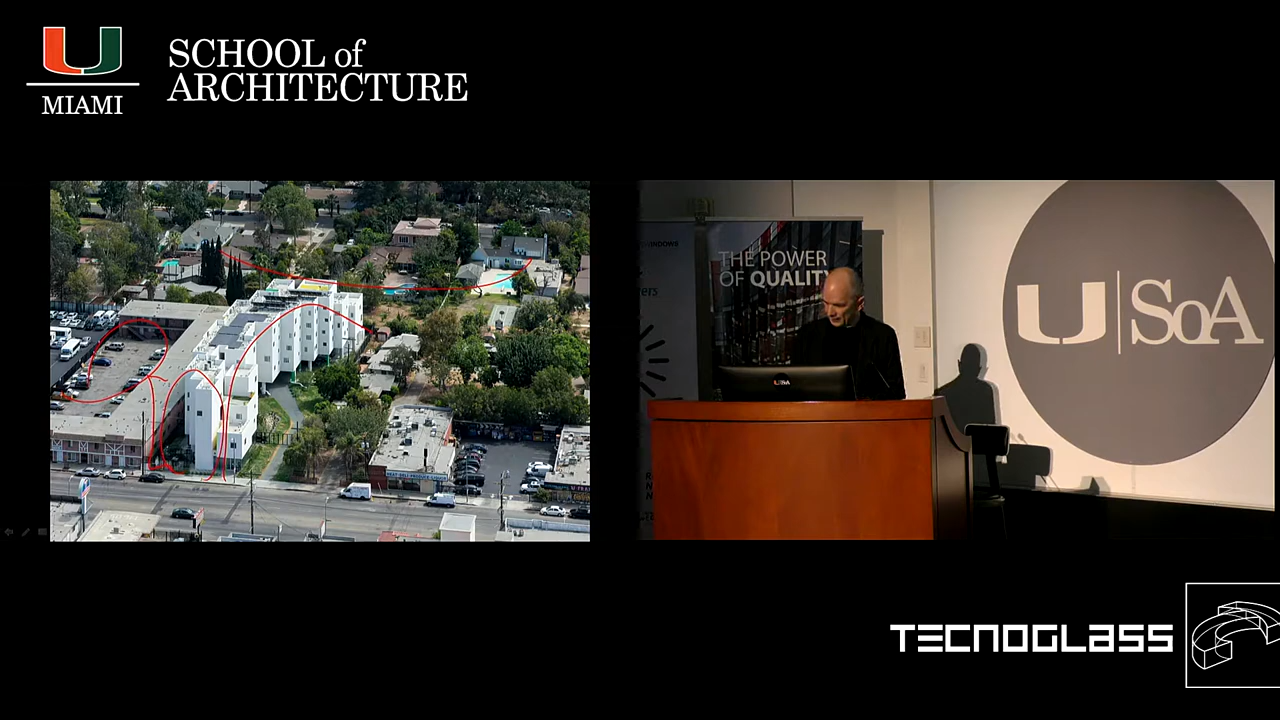 MIAMI
SCHOOL of
ARCHITECTURE
THE POWER
OF QUALITY
U SoA
TECNOGLASS